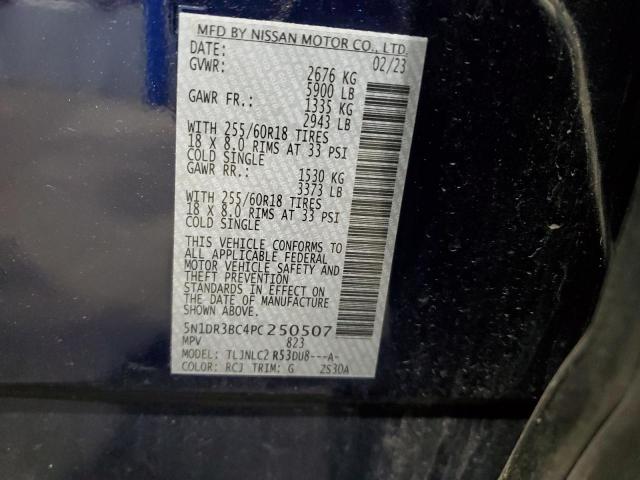 MFD BY NISSAN MOTOR CO., LTD.
DATE: 02/23
GVWR: 2676 KG
5900 LB
GAWR FR.: 1335 KG
2943 LB
WITH 255/60R18 TIRES
18 X 8.0 RIMS AT 33 PSI
COLD SINGLE
GAWR RR.: 1530 KG
3373 LB
WITH 255/60R18 TIRES
18 X 8.0 RIMS AT 33 PSI
COLD SINGLE
THIS VEHICLE CONFORMS TO
ALL APPLICABLE FEDERAL
MOTOR VEHICLE SAFETY AND
THEFT PREVENTION
STANDARDS IN EFFECT ON
THE DATE OF MANUFACTURE
SHOWN ABOVE.
5N1DR3BC4PC250507
MPV 823
MODEL: TLJNLC2 R53DU8---A-
COLOR: RCJ TRIM: G 2S30A